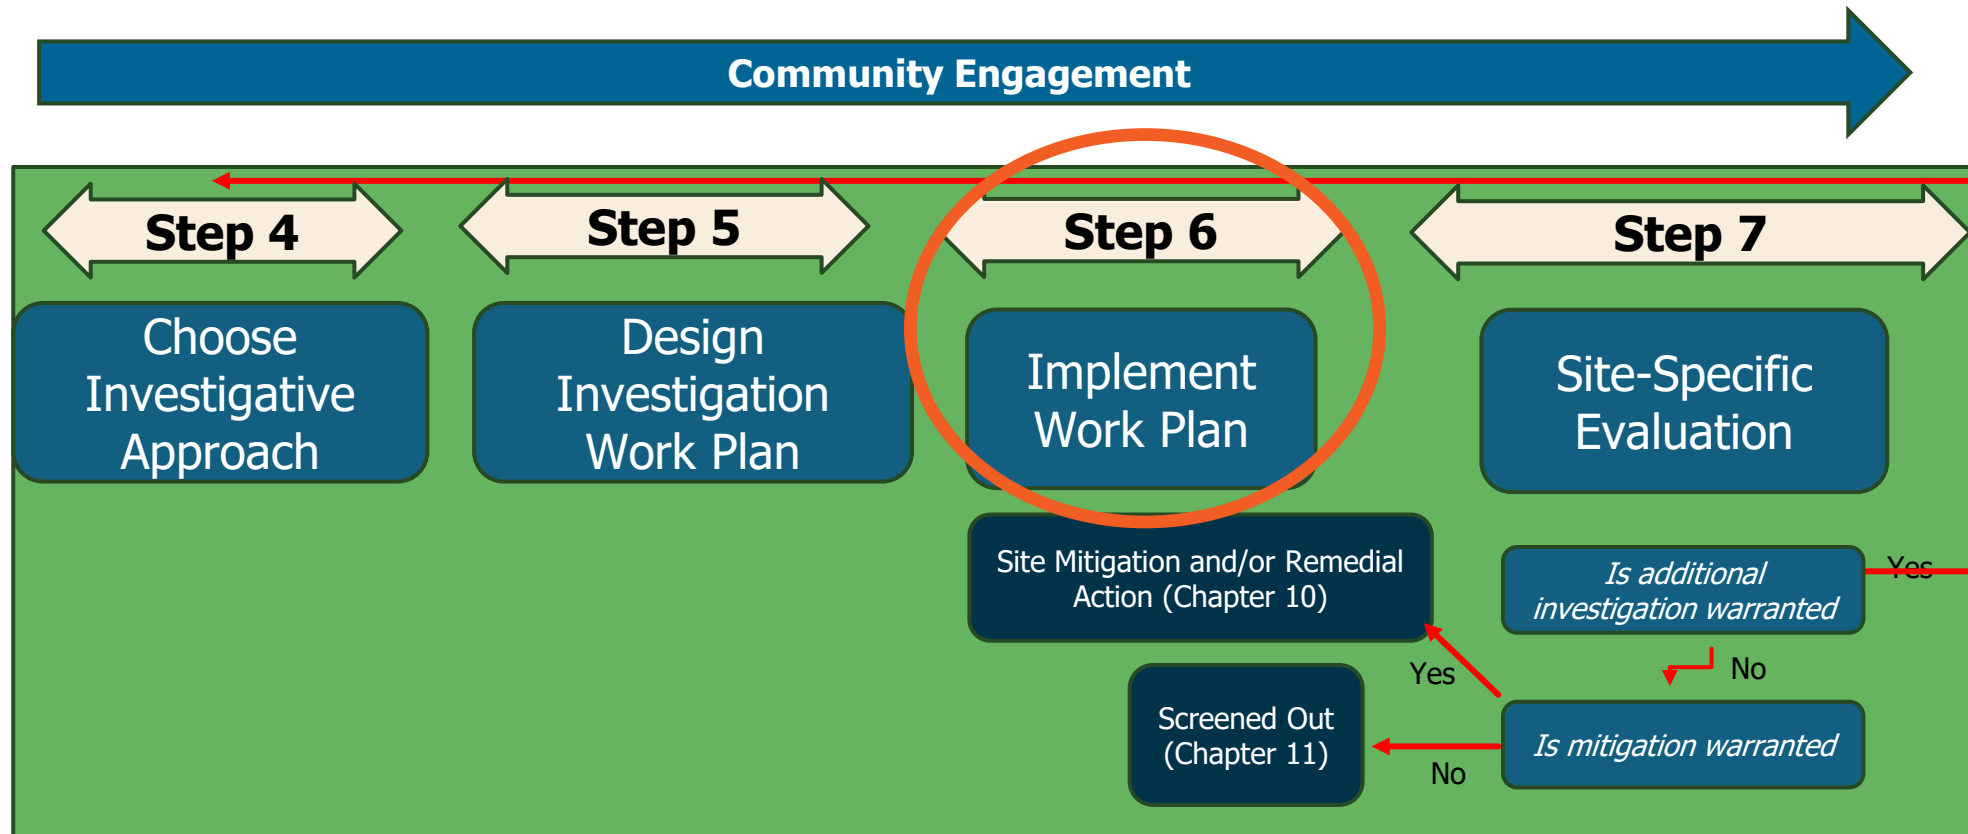 Community Engagement
Step 4
Step 5
Step 6
Step 7
Choose
Investigative
Approach
Design
Investigation
Work Plan
Implement
Work Plan
Site-Specific
Evaluation
Site Mitigation and/or Remedial
Action (Chapter 10)
Is additional
investigation warranted
Yes
No
Yes
Screened Out
(Chapter 11)
Is mitigation warranted
No